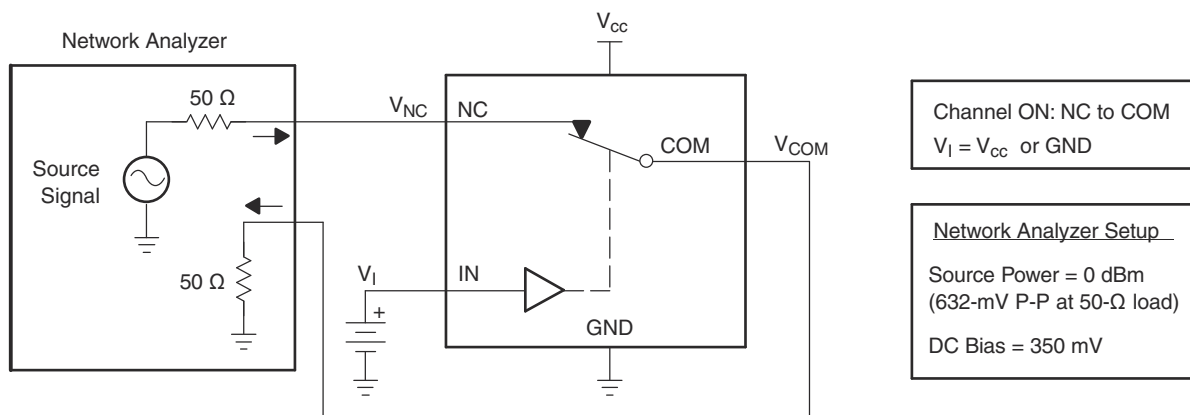 Network Analyzer
50 Ω
Source
Signal
50 Ω
V_NC
NC
V_cc
COM
V_COM
V_I
+
IN
GND
Channel ON: NC to COM
V_I = V_cc or GND
Network Analyzer Setup
Source Power = 0 dBm
(632-mV P-P at 50-Ω load)
DC Bias = 350 mV